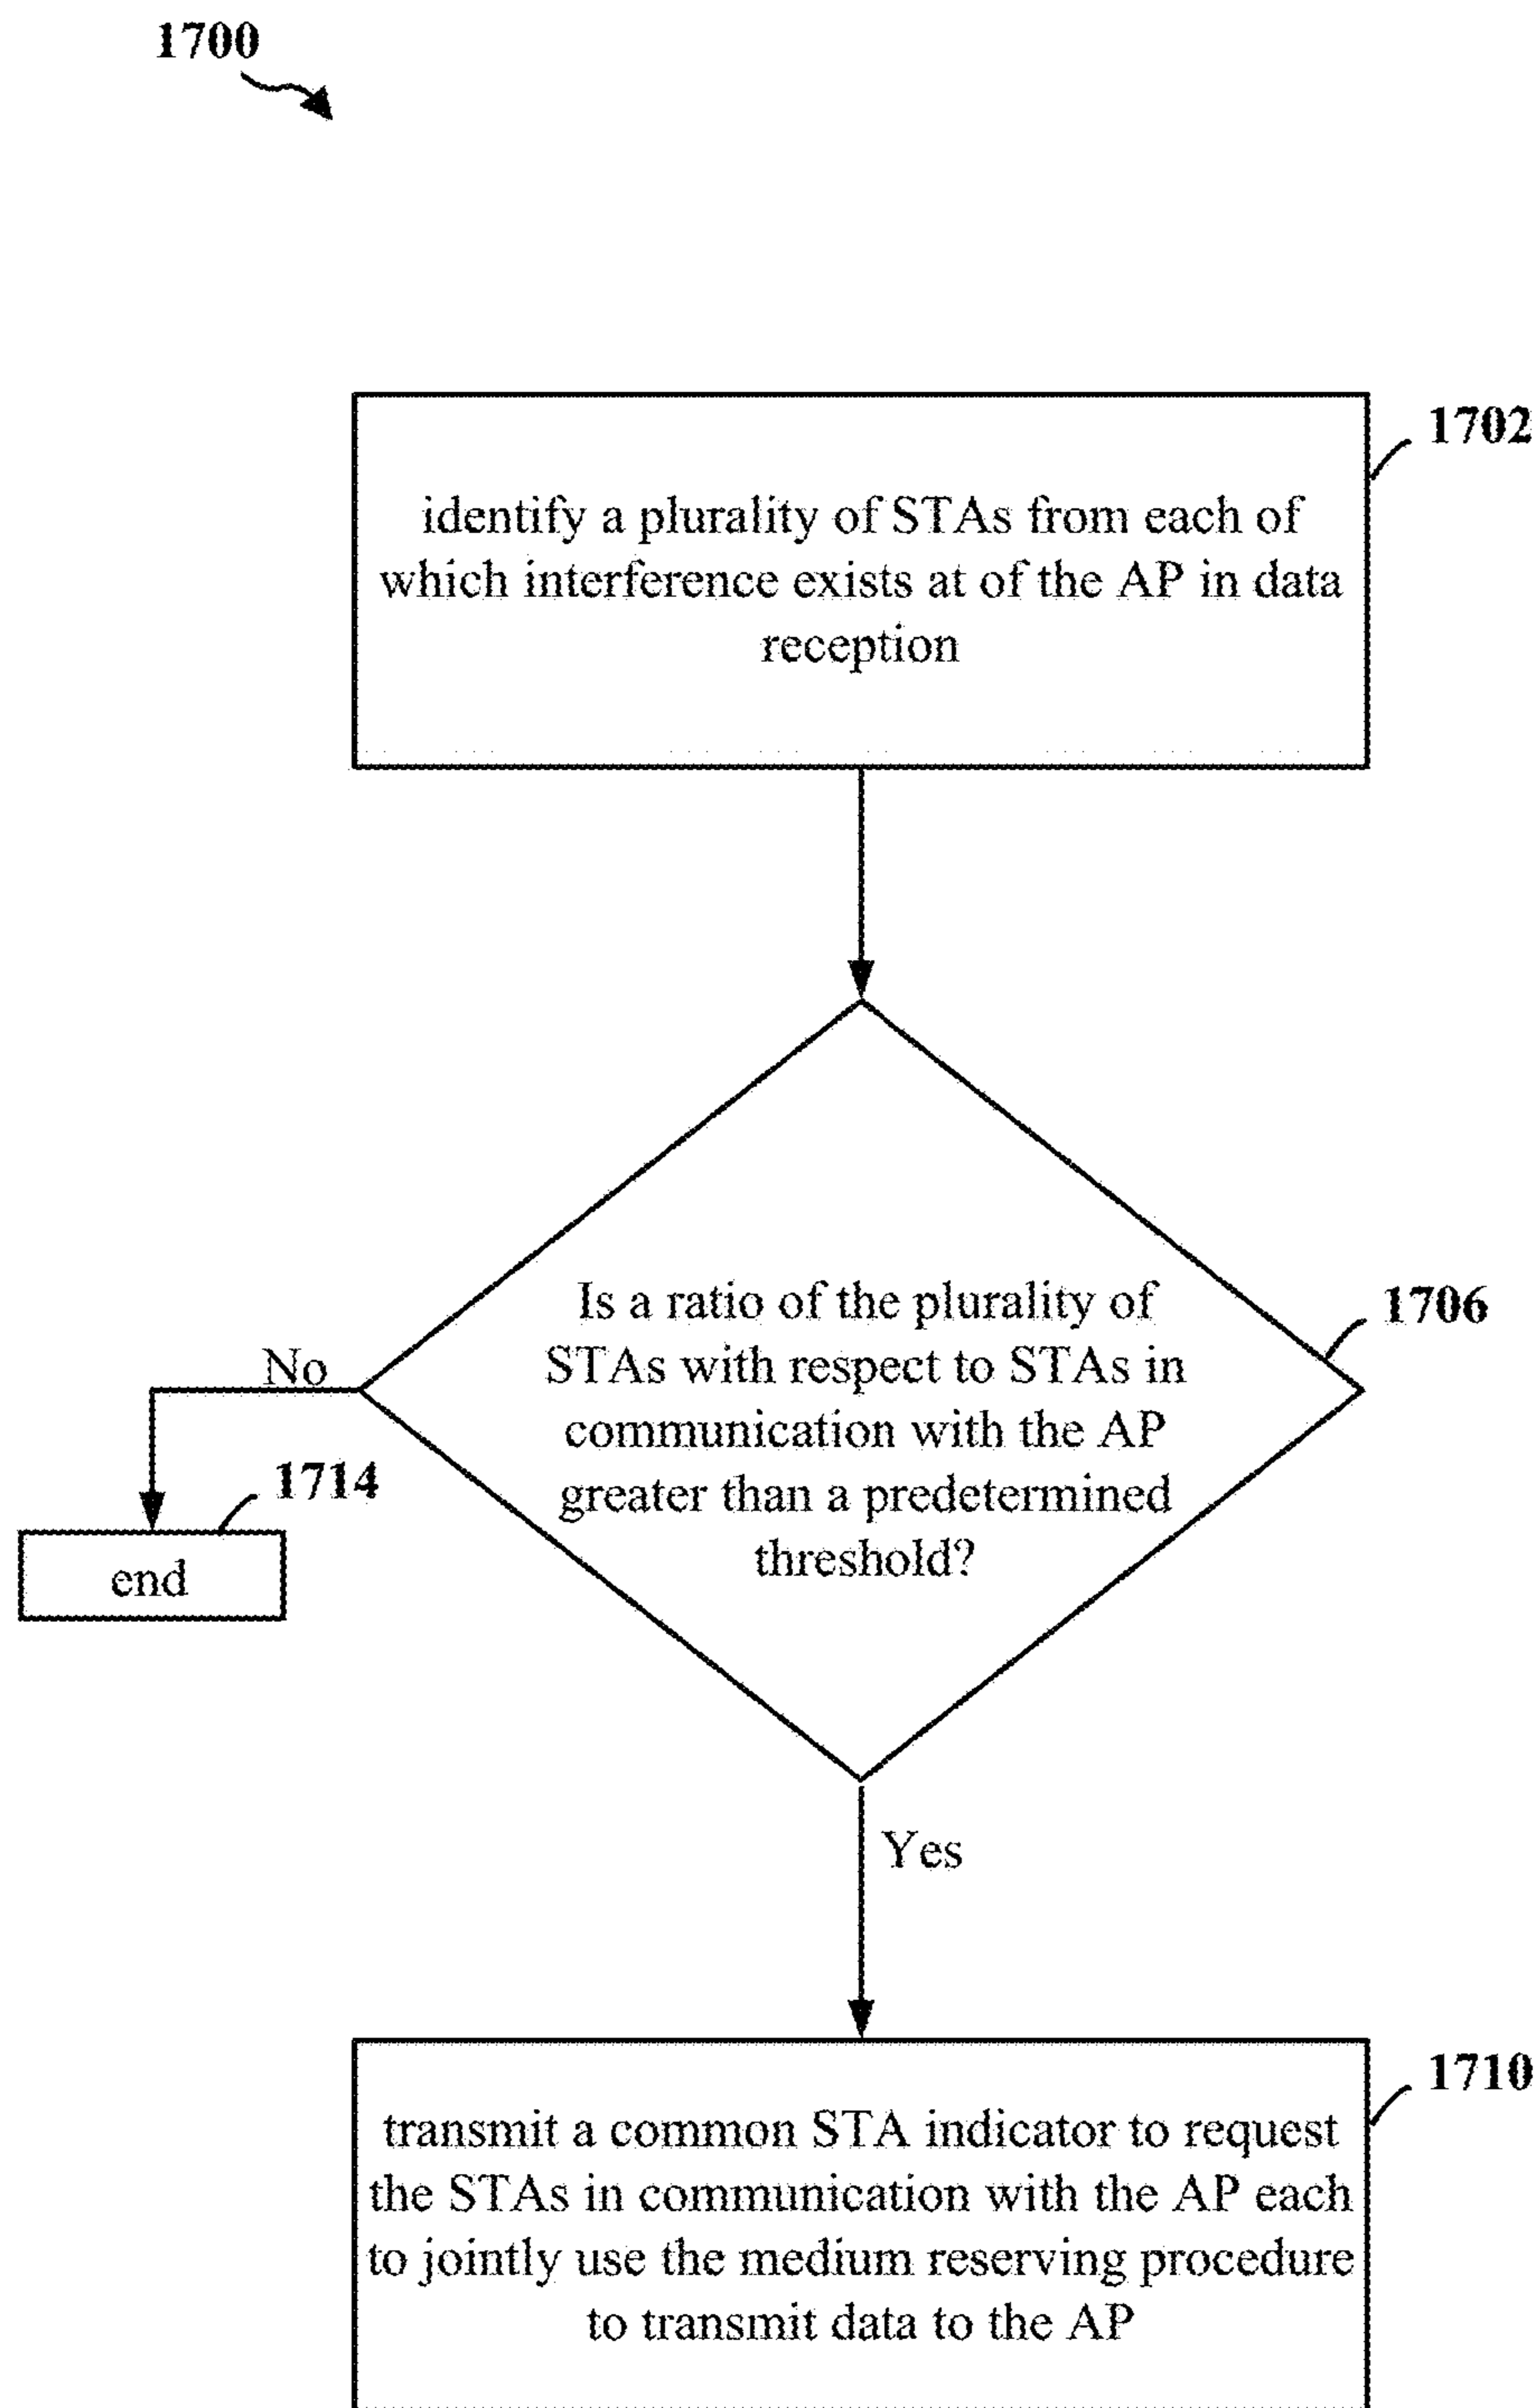 1700
1702
identify a plurality of STAs from each of
which interference exists at of the AP in data
reception
1706
Is a ratio of the plurality of
STAs with respect to STAs in
communication with the AP
greater than a predetermined
threshold?
No
1714
end
Yes
1710
transmit a common STA indicator to request
the STAs in communication with the AP each
to jointly use the medium reserving procedure
to transmit data to the AP